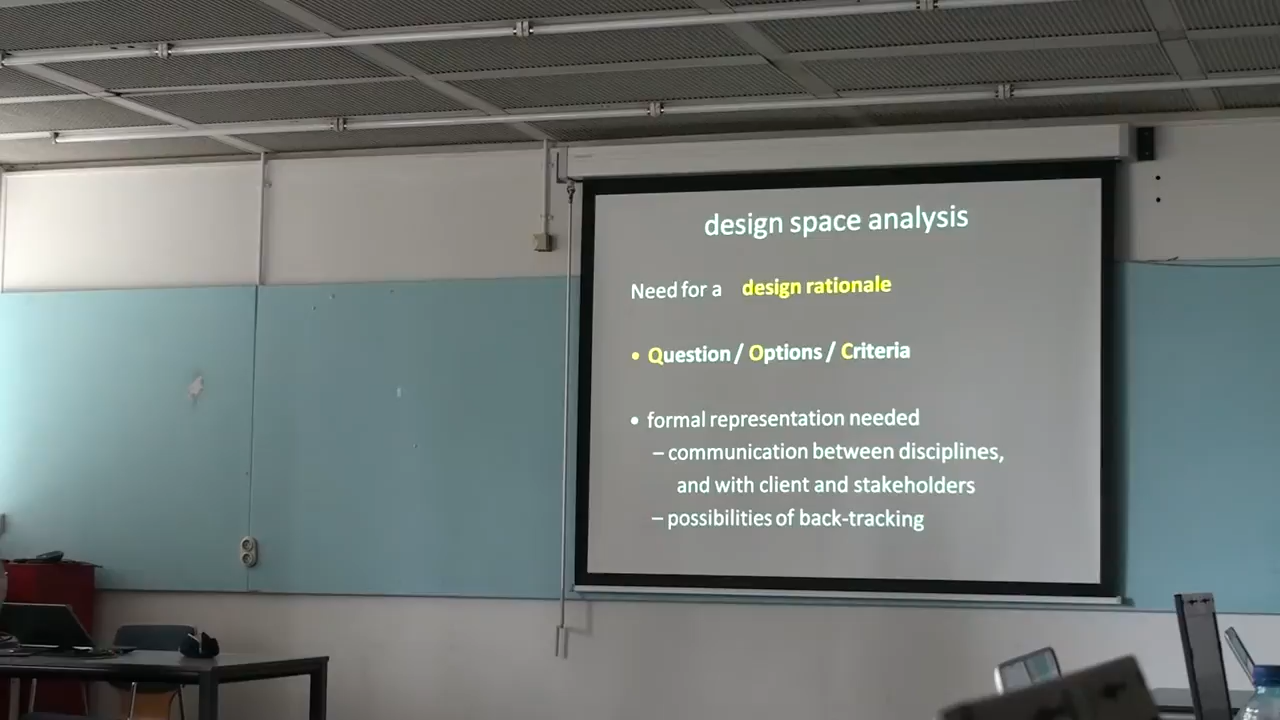 design space analysis
Need for a design rationale
• Question / Options / Criteria
• formal representation needed
– communication between disciplines,
and with client and stakeholders
– possibilities of back-tracking